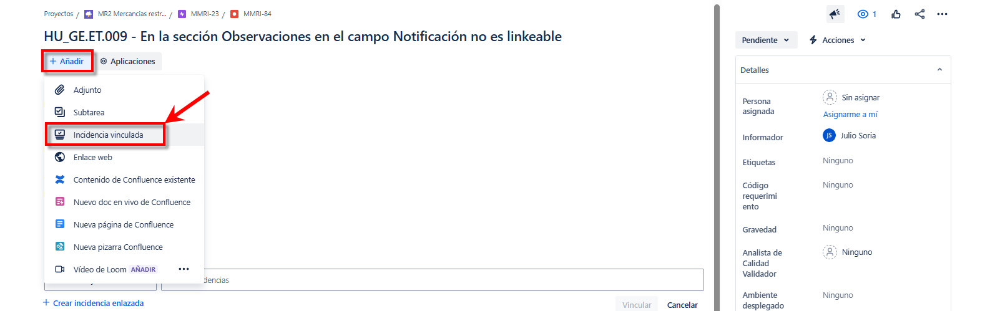 Proyectos / MR2 Mercancias restr... / MMRI-23 / MMRI-84
1
HU_GE.ET.009 - En la sección Observaciones en el campo Notificación no es linkeable
Pendiente
Acciones
+ Añadir
Aplicaciones
Adjunto
Subtarea
Incidencia vinculada
Enlace web
Contenido de Confluence existente
Nuevo doc en vivo de Confluence
Nueva página de Confluence
Nueva pizarra Confluence
Vídeo de Loom AÑADIR
dencias
+ Crear incidencia enlazada
Vincular
Cancelar
Detalles
Persona asignada
Sin asignar
Asignarme a mí
Informador
JS Julio Soria
Etiquetas
Ninguno
Código
requerimi
ento
Ninguno
Gravedad
Ninguno
Analista de
Calidad
Validador
Ninguno
Ambiente
desplegado
Ninguno